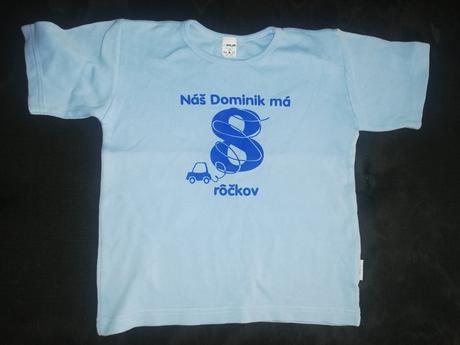 Náš Dominik má
8
rôčkov